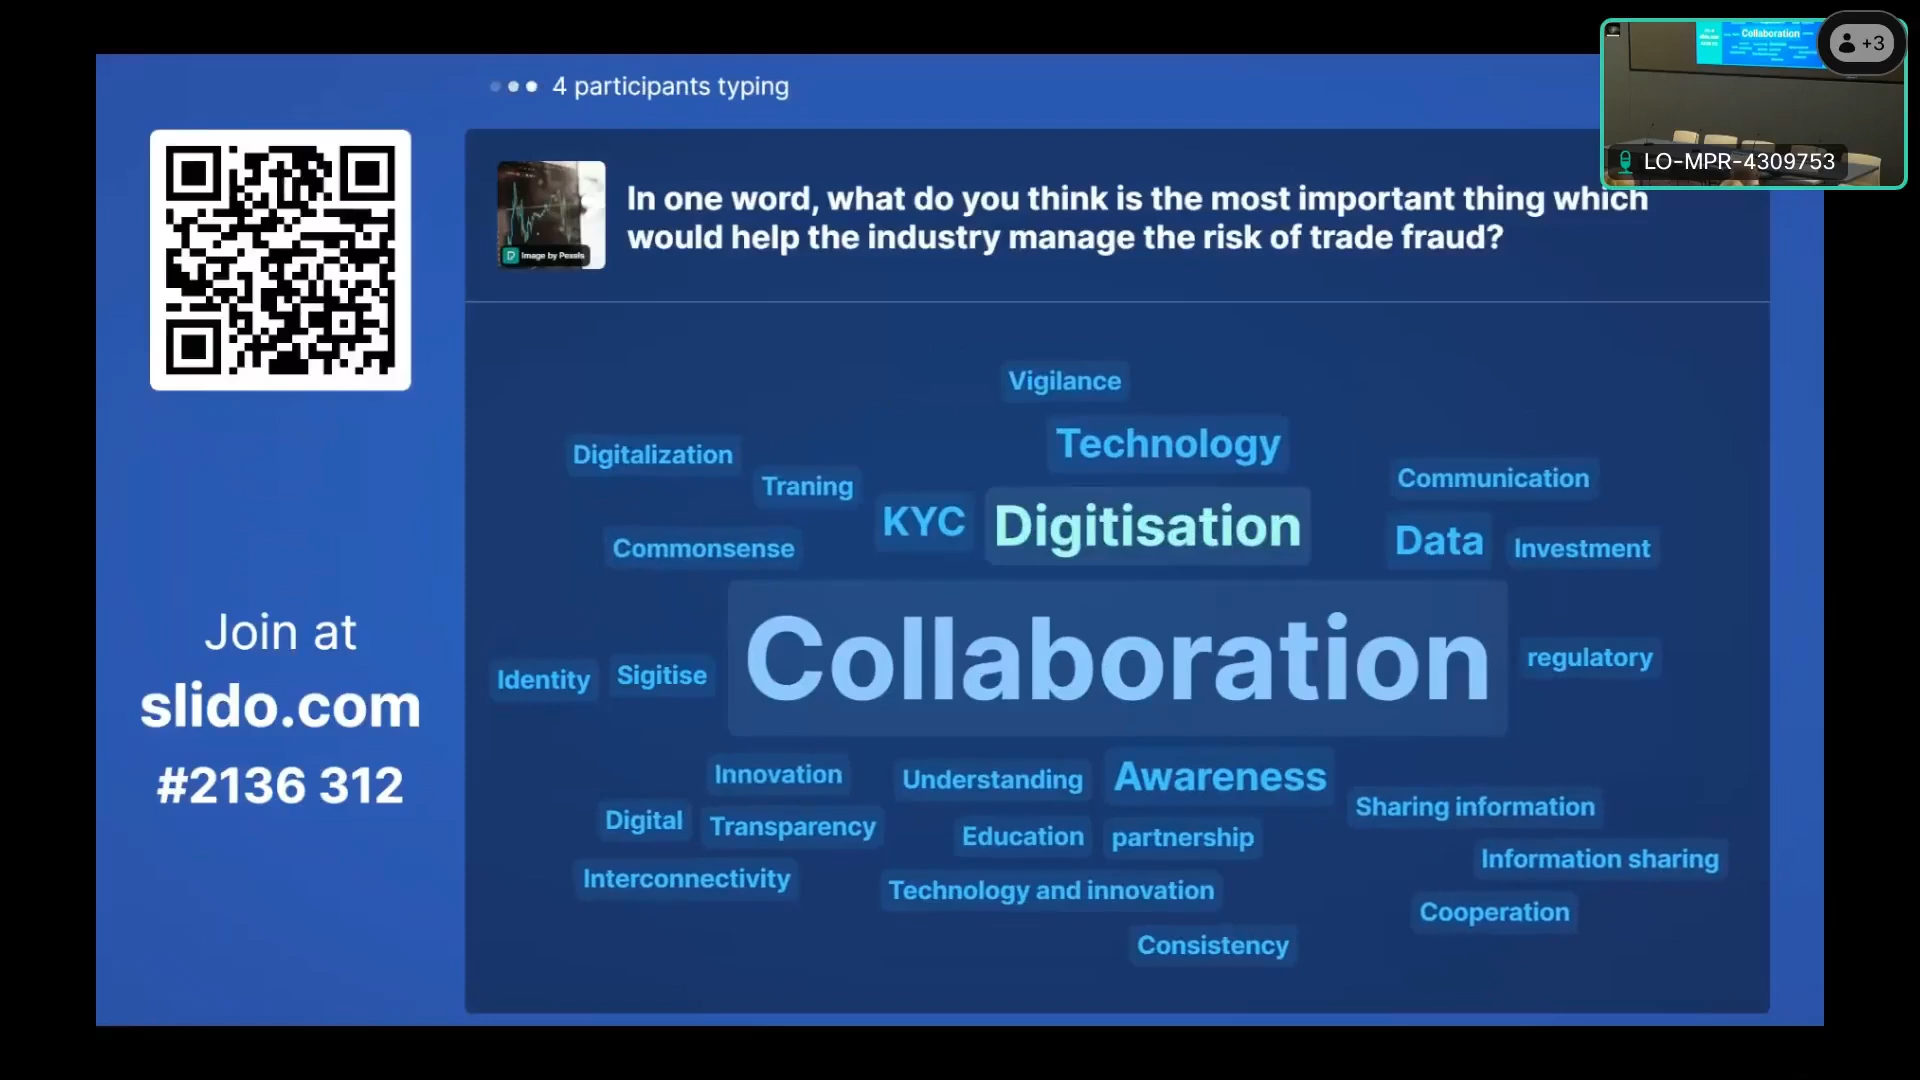 4 participants typing
Collaboration
+3
LO-MPR-4309753
Image by Pexels
In one word, what do you think is the most important thing which
would help the industry manage the risk of trade fraud?
Vigilance
Technology
Digitalization
Traning
Communication
KYC
Digitisation
Data
Commonsense
Investment
Collaboration
regulatory
Identity
Sigitise
Innovation
Understanding
Awareness
Sharing information
Digital
Transparency
Education
partnership
Information sharing
Interconnectivity
Technology and innovation
Cooperation
Consistency
Join at
slido.com
#2136 312